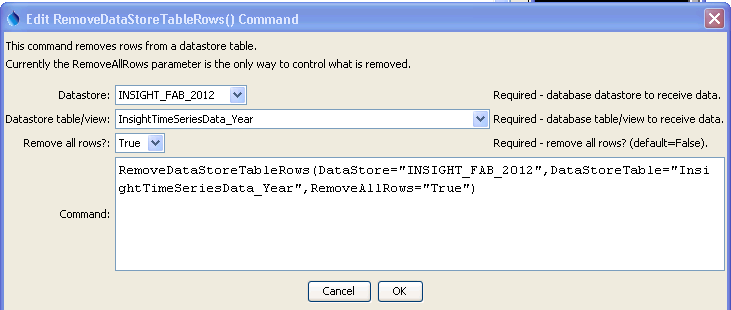 Edit RemoveDataStoreTableRows() Command
This command removes rows from a datastore table.
Currently the RemoveAllRows parameter is the only way to control what is removed.
Datastore: INSIGHT_FAB_2012 Required - database datastore to receive data.
Datastore table/view: InsightTimeSeriesData_Year Required - database table/view to receive data.
Remove all rows?: True Required - remove all rows? (default=False).
RemoveDataStoreTableRows(DataStore="INSIGHT_FAB_2012",DataStoreTable="Insi
ghtTimeSeriesData_Year",RemoveAllRows="True")
Command:
Cancel OK